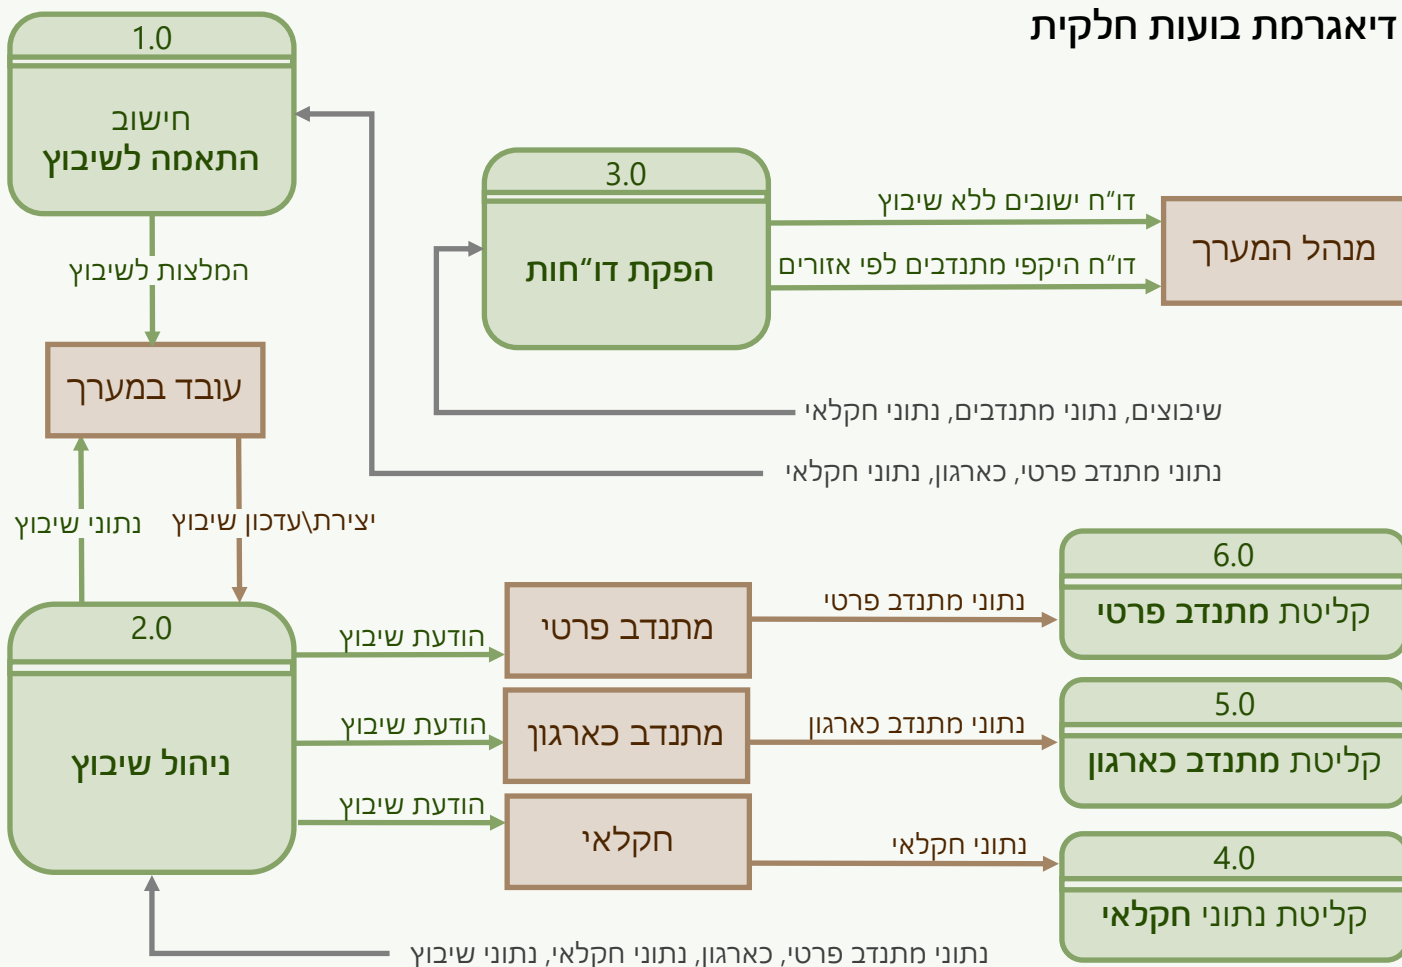 דיאגרמת בועות חלקית
1.0
חישוב
התאמה לשיבוץ
3.0
הפקת דו“חות
דו“ח ישובים ללא שיבוץ
דו“ח היקפי מתנדבים לפי אזורים
מנהל המערך
המלצות לשיבוץ
עובד במערך
שיבוצים, נתוני מתנדבים, נתוני חקלאי
נתוני מתנדב פרטי, כארגון, נתוני חקלאי
יצירת\עדכון שיבוץ
נתוני שיבוץ
6.0
קליטת מתנדב פרטי
נתוני מתנדב פרטי
מתנדב פרטי
הודעת שיבוץ
2.0
ניהול שיבוץ
5.0
קליטת מתנדב כארגון
נתוני מתנדב כארגון
מתנדב כארגון
הודעת שיבוץ
4.0
קליטת נתוני חקלאי
נתוני חקלאי
חקלאי
הודעת שיבוץ
נתוני מתנדב פרטי, כארגון, נתוני חקלאי, נתוני שיבוץ